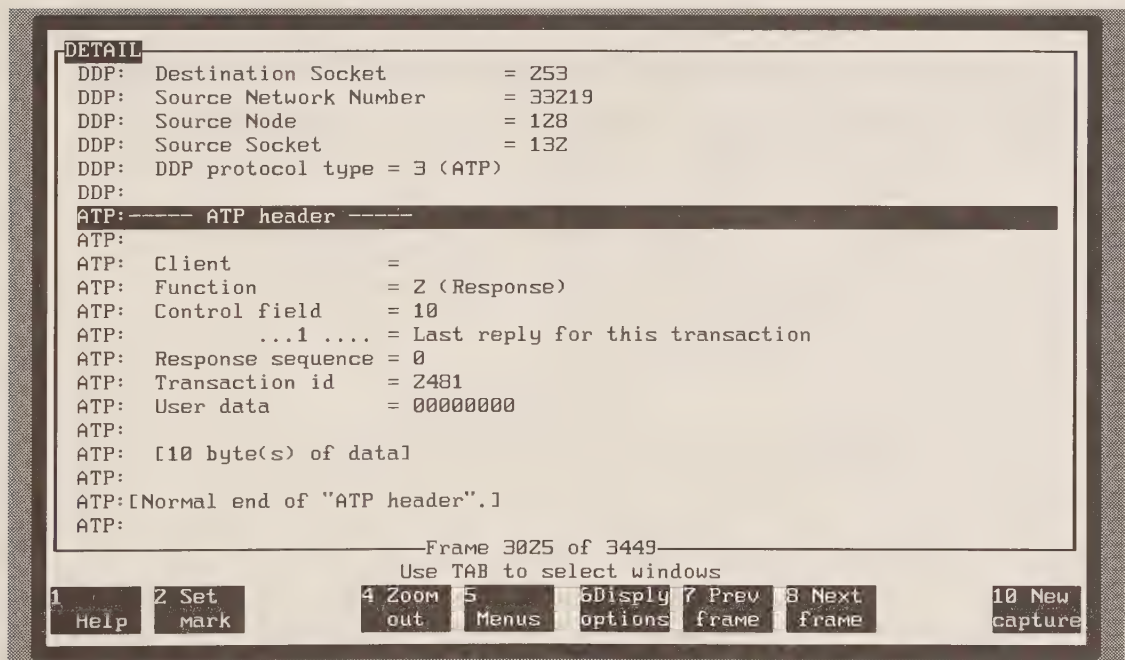 DETAIL
DDP: Destination Socket = 253
DDP: Source Network Number = 33219
DDP: Source Node = 128
DDP: Source Socket = 132
DDP: DDP protocol type = 3 (ATP)
DDP:
ATP:----- ATP header -----
ATP:
ATP: Client =
ATP: Function = 2 (Response)
ATP: Control field = 10
ATP: ...1 .... = Last reply for this transaction
ATP: Response sequence = 0
ATP: Transaction id = 2481
ATP: User data = 00000000
ATP:
ATP: [10 byte(s) of data]
ATP:
ATP:[Normal end of "ATP header".]
ATP:
Frame 3025 of 3449
Use TAB to select windows
1 2 Set 4 Zoom 5 6Disply 7 Prev 8 Next 10 New
Help mark out Menus options frame frame capture